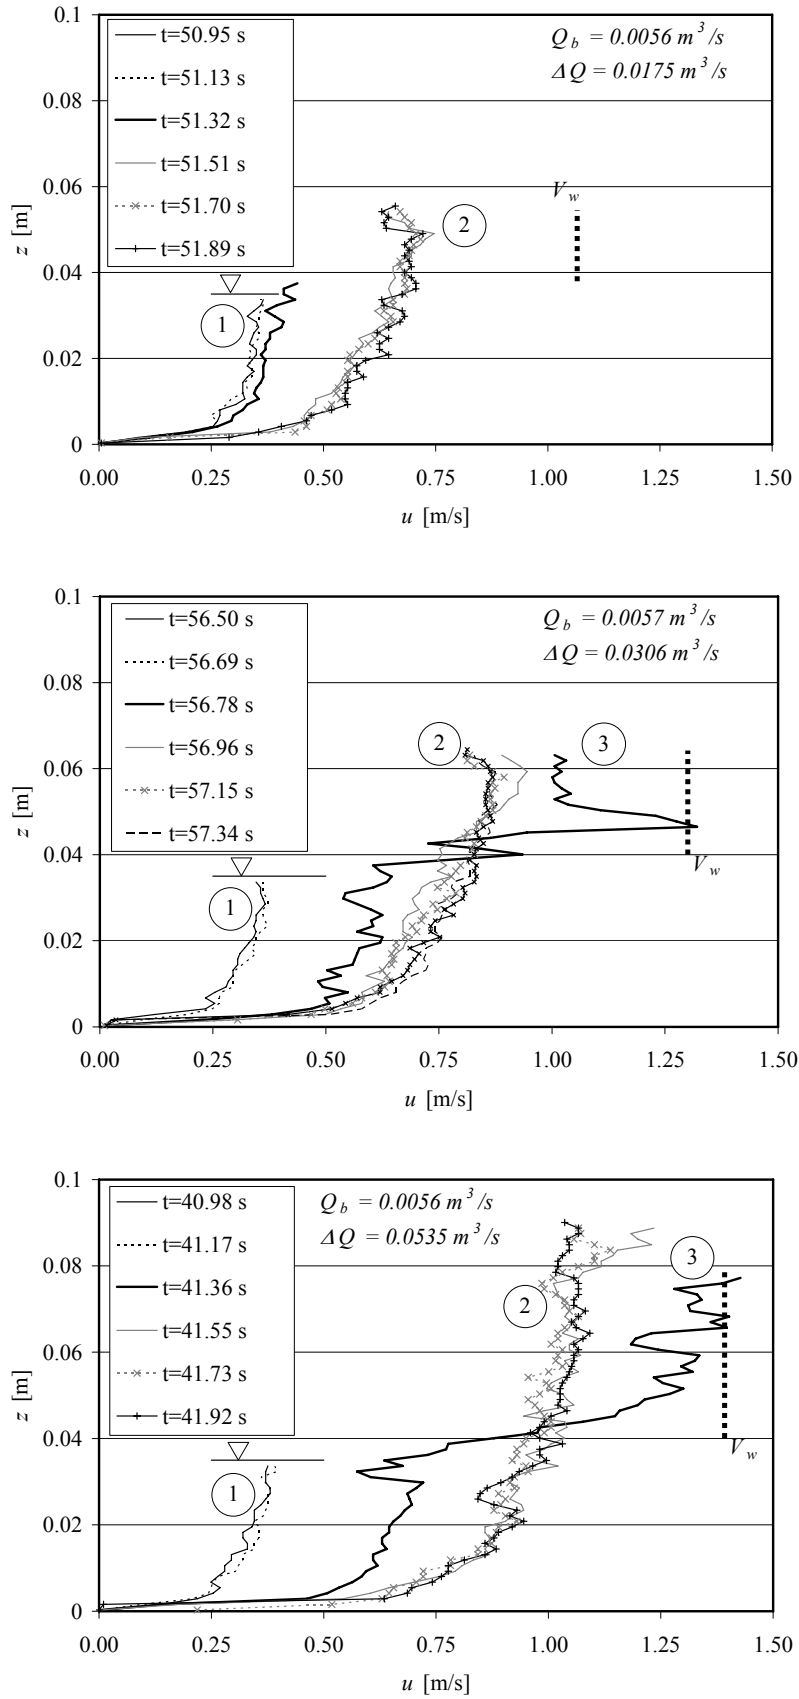 0.1
t=50.95 s
Q_b = 0.0056 m^3/s
t=51.13 s
ΔQ = 0.0175 m^3/s
0.08
t=51.32 s
t=51.51 s
0.06
V_w
t=51.70 s
2
t=51.89 s
z [m]
0.04
1
0.02
0
0.00 0.25 0.50 0.75 1.00 1.25 1.50
u [m/s]
0.1
t=56.50 s
Q_b = 0.0057 m^3/s
t=56.69 s
ΔQ = 0.0306 m^3/s
0.08
t=56.78 s
2 3
t=56.96 s
0.06
t=57.15 s
z [m]
t=57.34 s
0.04
V_w
1
0.02
0
0.00 0.25 0.50 0.75 1.00 1.25 1.50
u [m/s]
0.1
t=40.98 s
Q_b = 0.0056 m^3/s
t=41.17 s
ΔQ = 0.0535 m^3/s
0.08
t=41.36 s
3
2
t=41.55 s
0.06
t=41.73 s
z [m]
t=41.92 s
0.04
V_w
1
0.02
0
0.00 0.25 0.50 0.75 1.00 1.25 1.50
u [m/s]